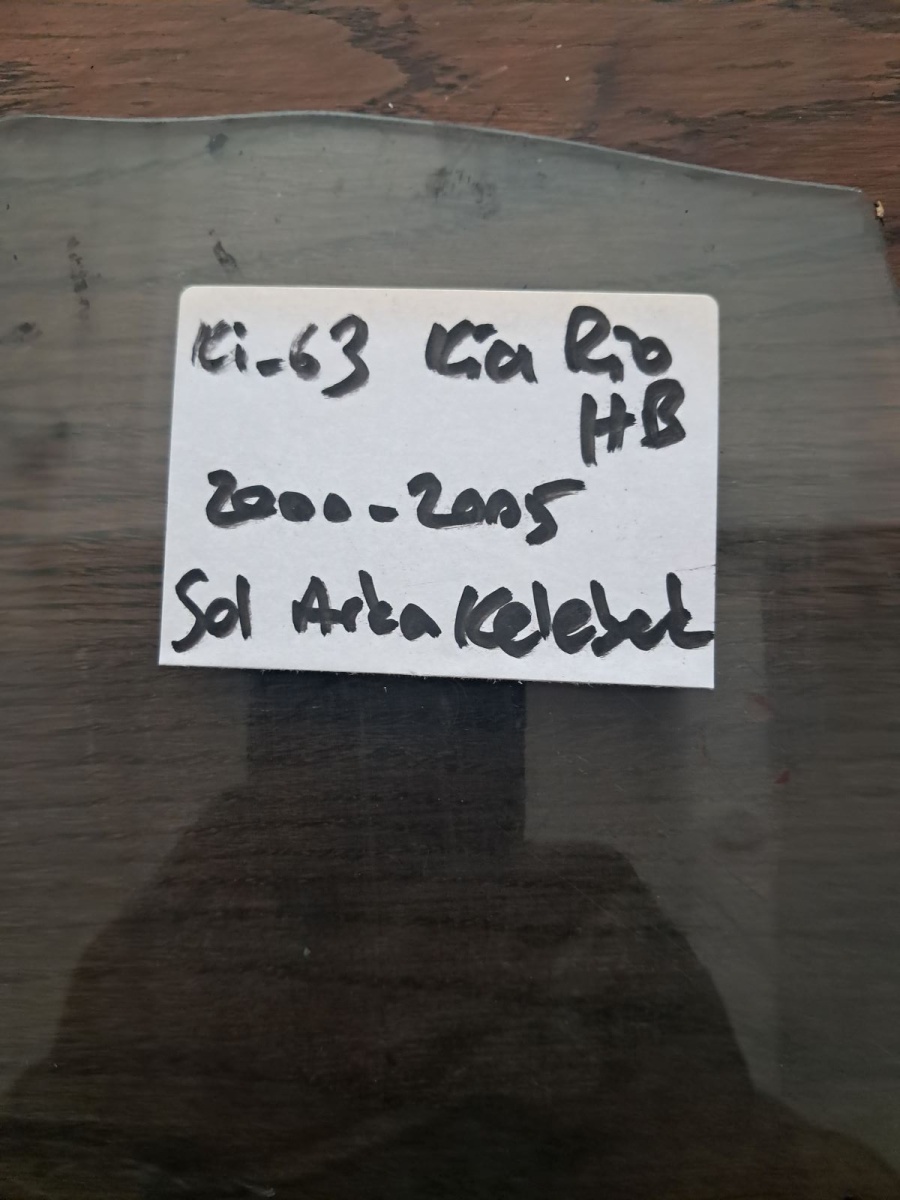 Ki-63 Kia Rio
HB
2000-2005
Sol Arka Kelebek